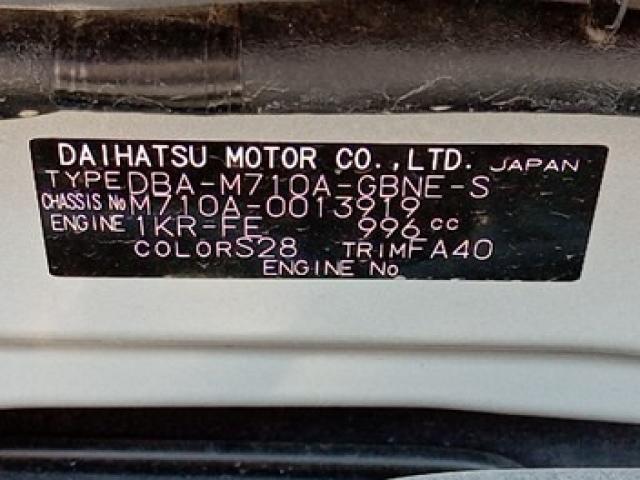 DAIHATSU MOTOR CO.,LTD. JAPAN
TYPE DBA-M710A-GBNE-S
CHASSIS No M710A-0013919
ENGINE 1KR-FE 996 cc
COLOR S28 TRIM FA40
ENGINE No